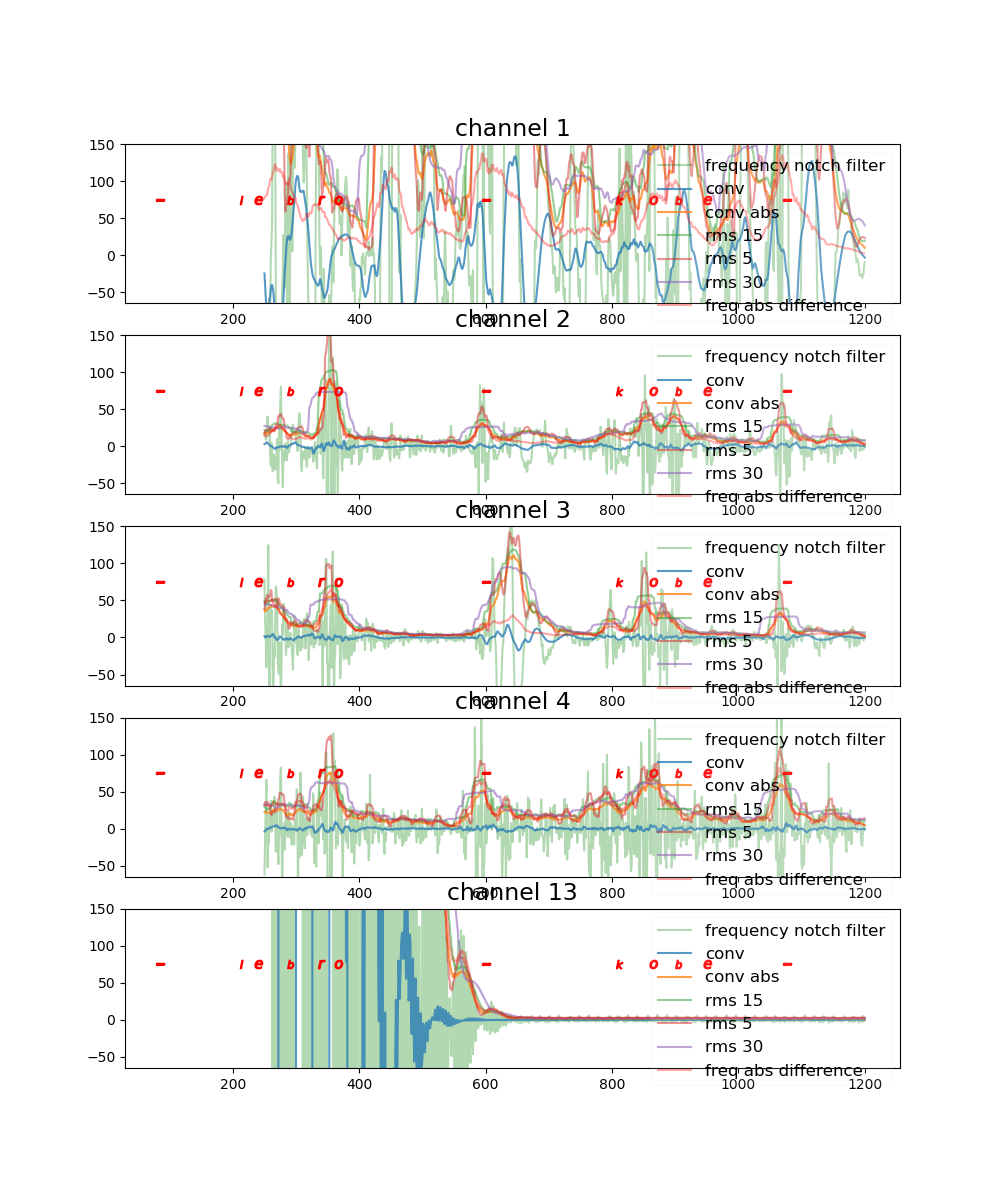 channel 1
150
100
50
0
−50
– l e b r o – k o b e –
frequency notch filter
conv
conv abs
rms 15
rms 5
rms 30
freq abs difference
200 400 600 800 1000 1200
channel 2
150
100
50
0
−50
– l e b r o – k o b e –
frequency notch filter
conv
conv abs
rms 15
rms 5
rms 30
freq abs difference
200 400 600 800 1000 1200
channel 3
150
100
50
0
−50
– l e b r o – k o b e –
frequency notch filter
conv
conv abs
rms 15
rms 5
rms 30
freq abs difference
200 400 600 800 1000 1200
channel 4
150
100
50
0
−50
– l e b r o – k o b e –
frequency notch filter
conv
conv abs
rms 15
rms 5
rms 30
freq abs difference
200 400 600 800 1000 1200
channel 13
150
100
50
0
−50
– l e b r o – k o b e –
frequency notch filter
conv
conv abs
rms 15
rms 5
rms 30
freq abs difference
200 400 600 800 1000 1200